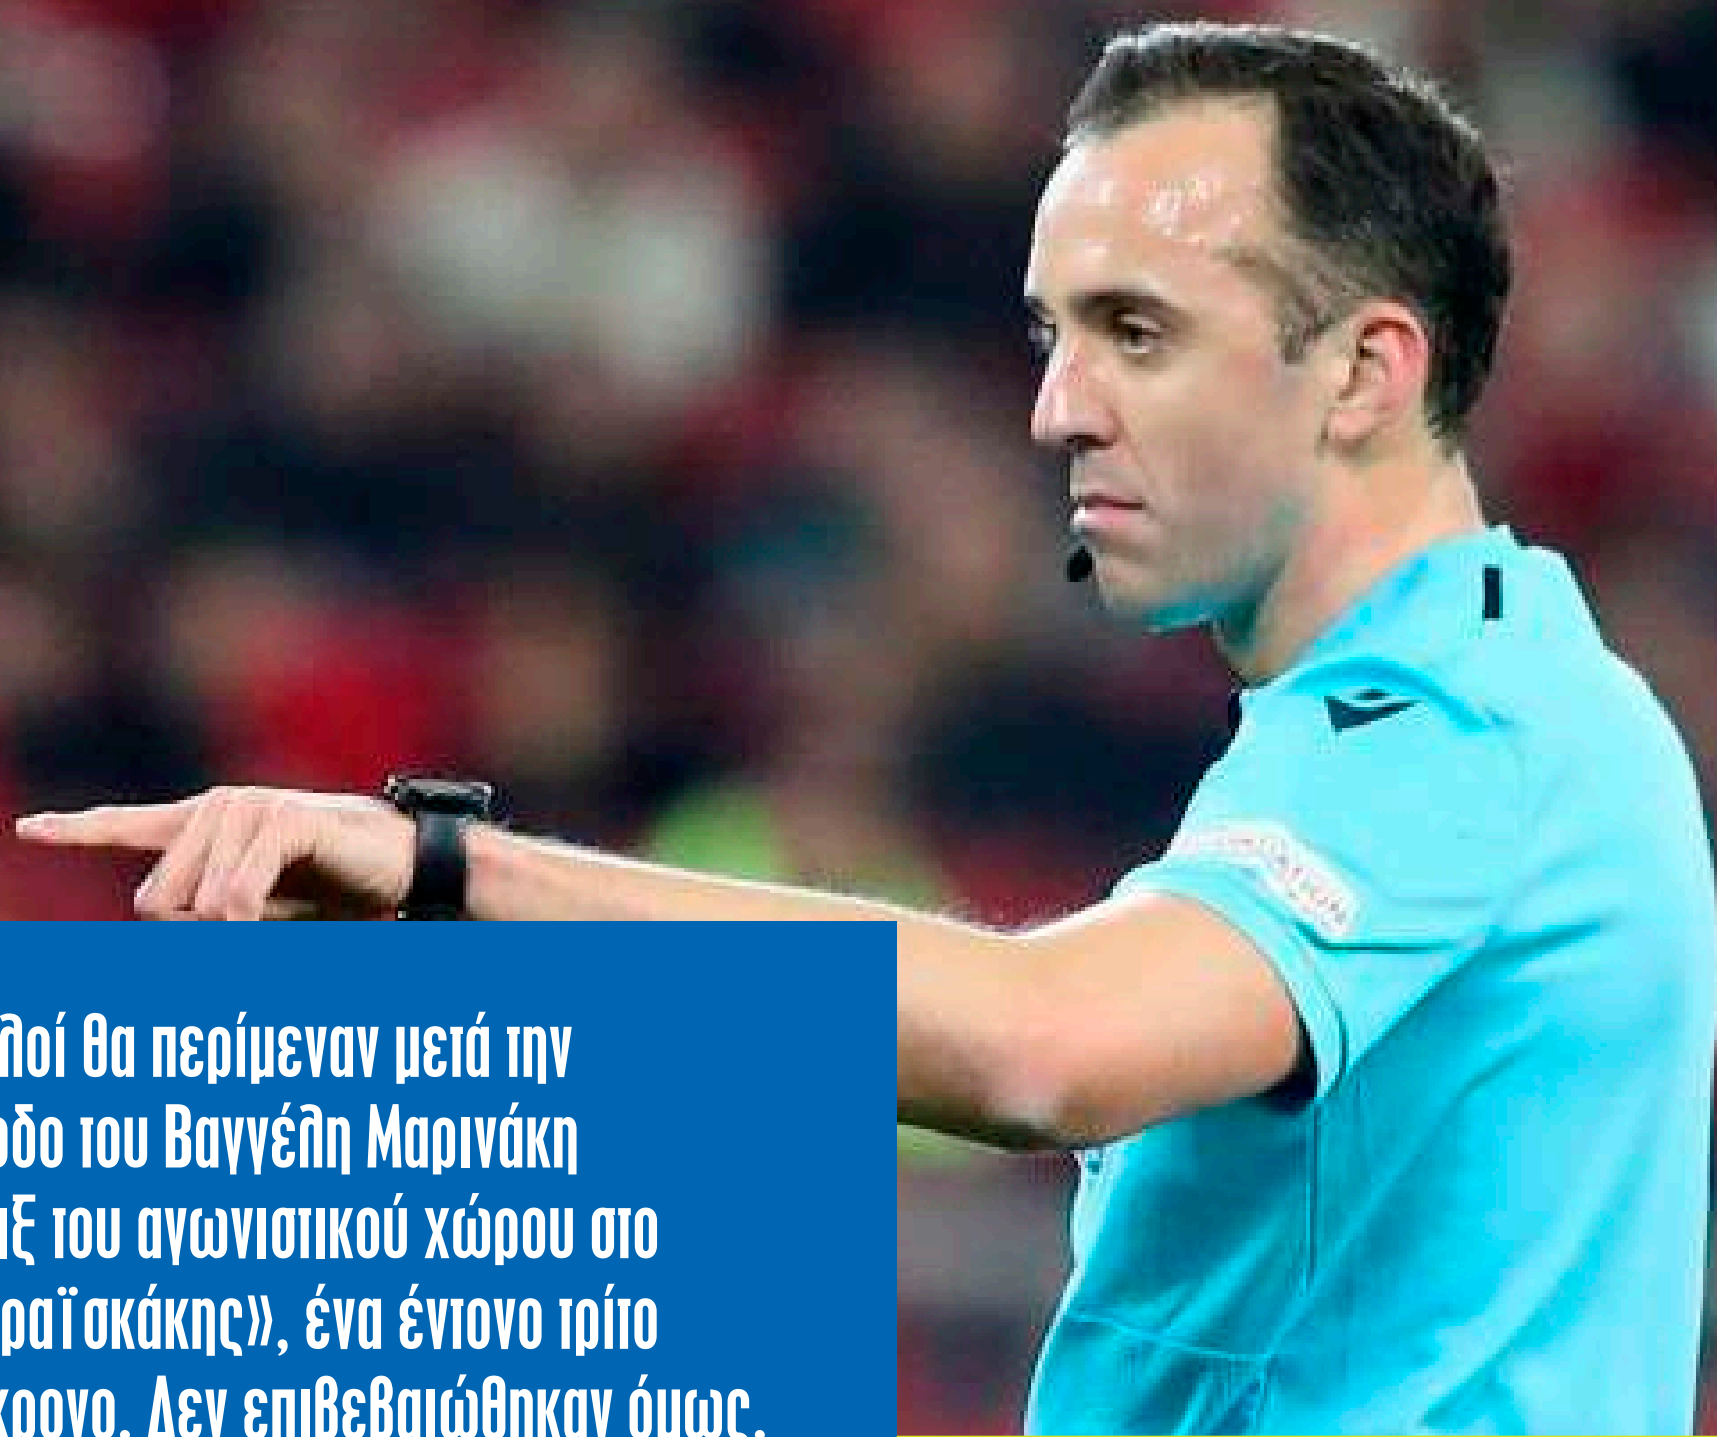 λοί θα περίμεναν μετά την
οδο του Βαγγέλη Μαρινάκη
ιξ του αγωνιστικού χώρου στο
ραϊσκάκης», ένα έντονο τρίτο
χρονο. Δεν επιβεβαιώθηκαν όμως.